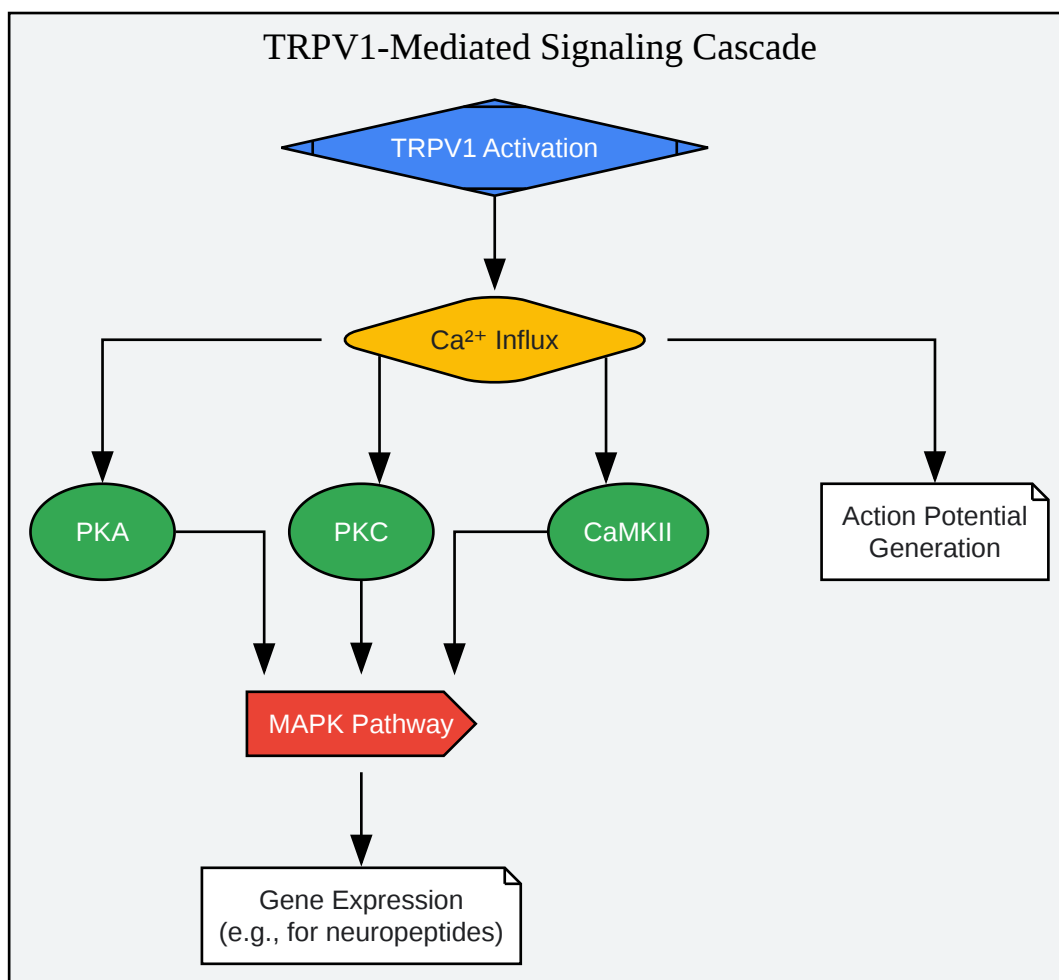 TRPV1-Mediated Signaling Cascade
TRPV1 Activation
Ca²⁺ Influx
PKA
PKC
CaMKII
Action Potential
Generation
MAPK Pathway
Gene Expression
(e.g., for neuropeptides)